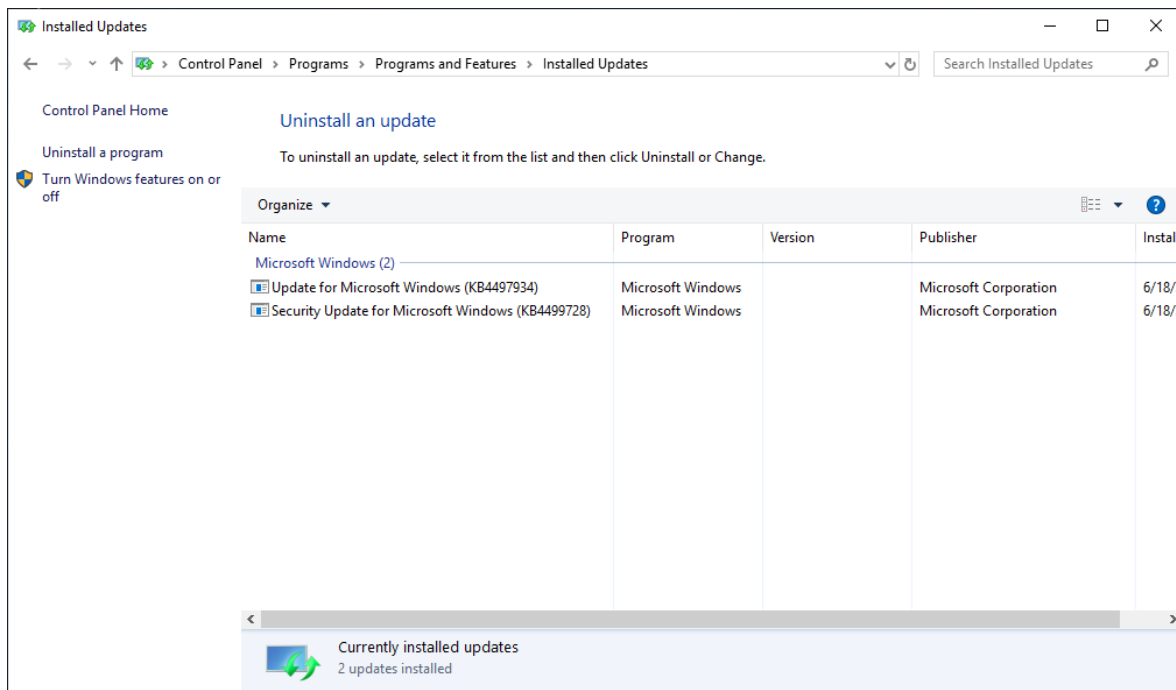 Installed Updates
Control Panel > Programs > Programs and Features > Installed Updates
Search Installed Updates
Control Panel Home
Uninstall a program
Turn Windows features on or
off
Uninstall an update
To uninstall an update, select it from the list and then click Uninstall or Change.
Organize
Name Program Version Publisher Instal
Microsoft Windows (2)
Update for Microsoft Windows (KB4497934) Microsoft Windows Microsoft Corporation 6/18/
Security Update for Microsoft Windows (KB4499728) Microsoft Windows Microsoft Corporation 6/18/
Currently installed updates
2 updates installed